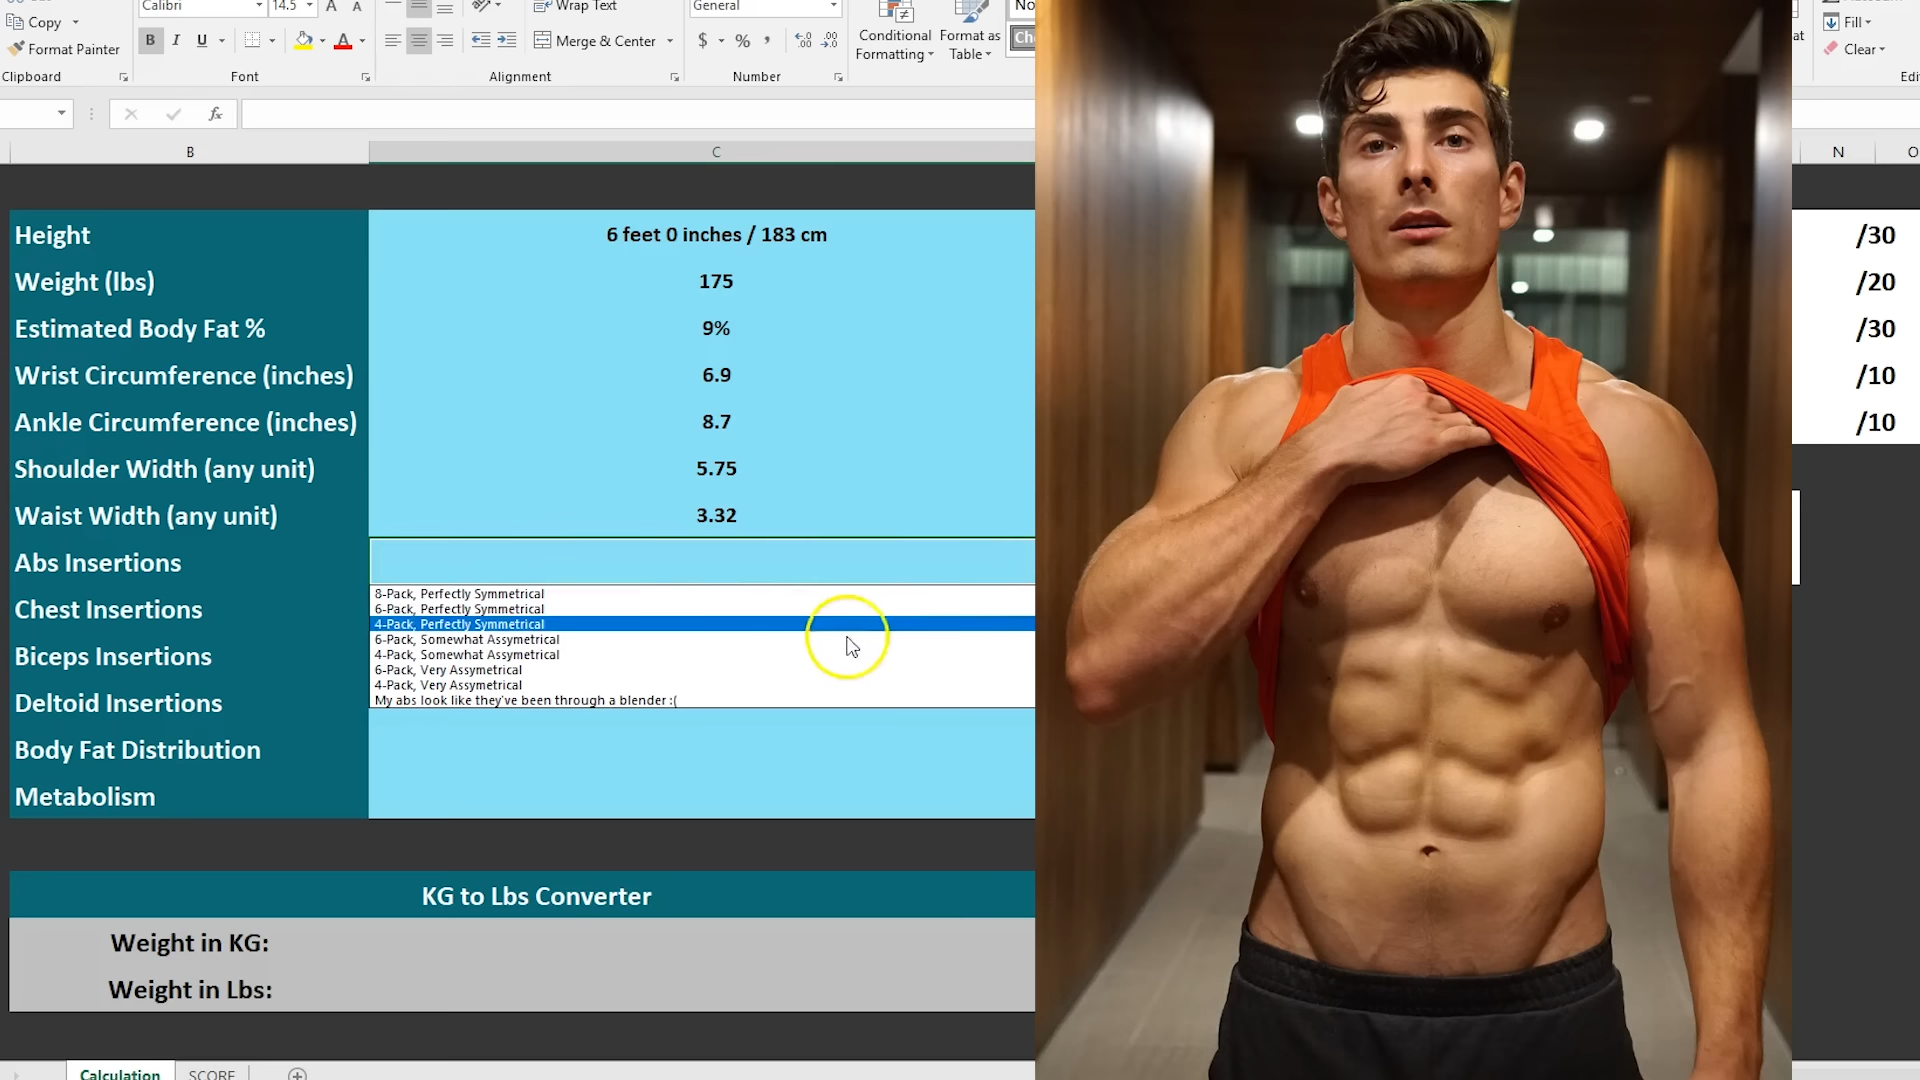 Calibri
14.5
A
A
Wrap Text
General
No
Copy
Format Painter
B
I
U
A
Merge & Center
$
%
,
Conditional
Formatting
Format as
Table
Ch
Fill
Clear
Clipboard
Font
Alignment
Number
Edi
fx
B
C
N
O
Height
6 feet 0 inches / 183 cm
/30
Weight (lbs)
175
/20
Estimated Body Fat %
9%
/30
Wrist Circumference (inches)
6.9
/10
Ankle Circumference (inches)
8.7
/10
Shoulder Width (any unit)
5.75
Waist Width (any unit)
3.32
Abs Insertions
8-Pack, Perfectly Symmetrical
6-Pack, Perfectly Symmetrical
4-Pack, Perfectly Symmetrical
6-Pack, Somewhat Assymetrical
4-Pack, Somewhat Assymetrical
6-Pack, Very Assymetrical
4-Pack, Very Assymetrical
My abs look like they've been through a blender :(
Chest Insertions
Biceps Insertions
Deltoid Insertions
Body Fat Distribution
Metabolism
KG to Lbs Converter
Weight in KG:
Weight in Lbs:
Calculation
SCORE